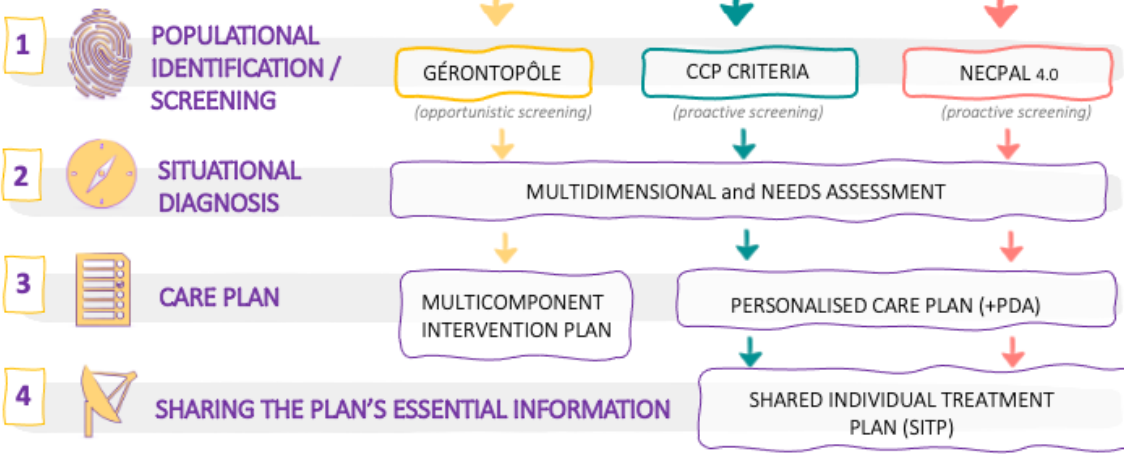 1
POPULATIONAL
IDENTIFICATION /
SCREENING
GÉRONTOPÔLE
(opportunistic screening)
CCP CRITERIA
(proactive screening)
NECPAL 4.0
(proactive screening)
2
SITUATIONAL
DIAGNOSIS
MULTIDIMENSIONAL and NEEDS ASSESSMENT
3
CARE PLAN
MULTICOMPONENT
INTERVENTION PLAN
PERSONALISED CARE PLAN (+PDA)
4
SHARING THE PLAN'S ESSENTIAL INFORMATION
SHARED INDIVIDUAL TREATMENT
PLAN (SITP)